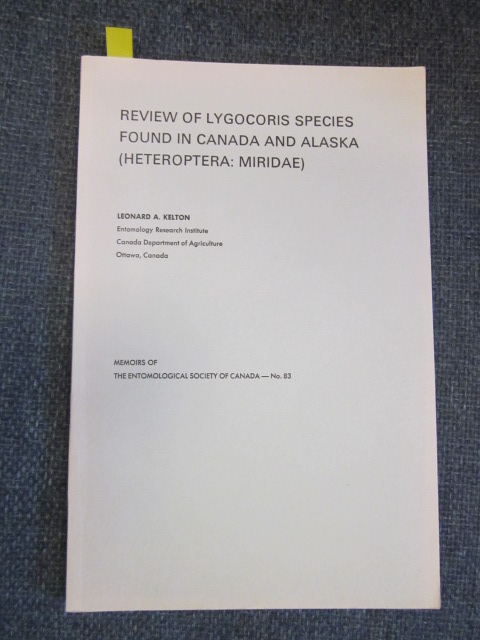 REVIEW OF LYGOCORIS SPECIES
FOUND IN CANADA AND ALASKA
(HETEROPTERA: MIRIDAE)
LEONARD A. KELTON
Entomology Research Institute
Canada Department of Agriculture
Ottawa, Canada
MEMOIRS OF
THE ENTOMOLOGICAL SOCIETY OF CANADA — No. 83